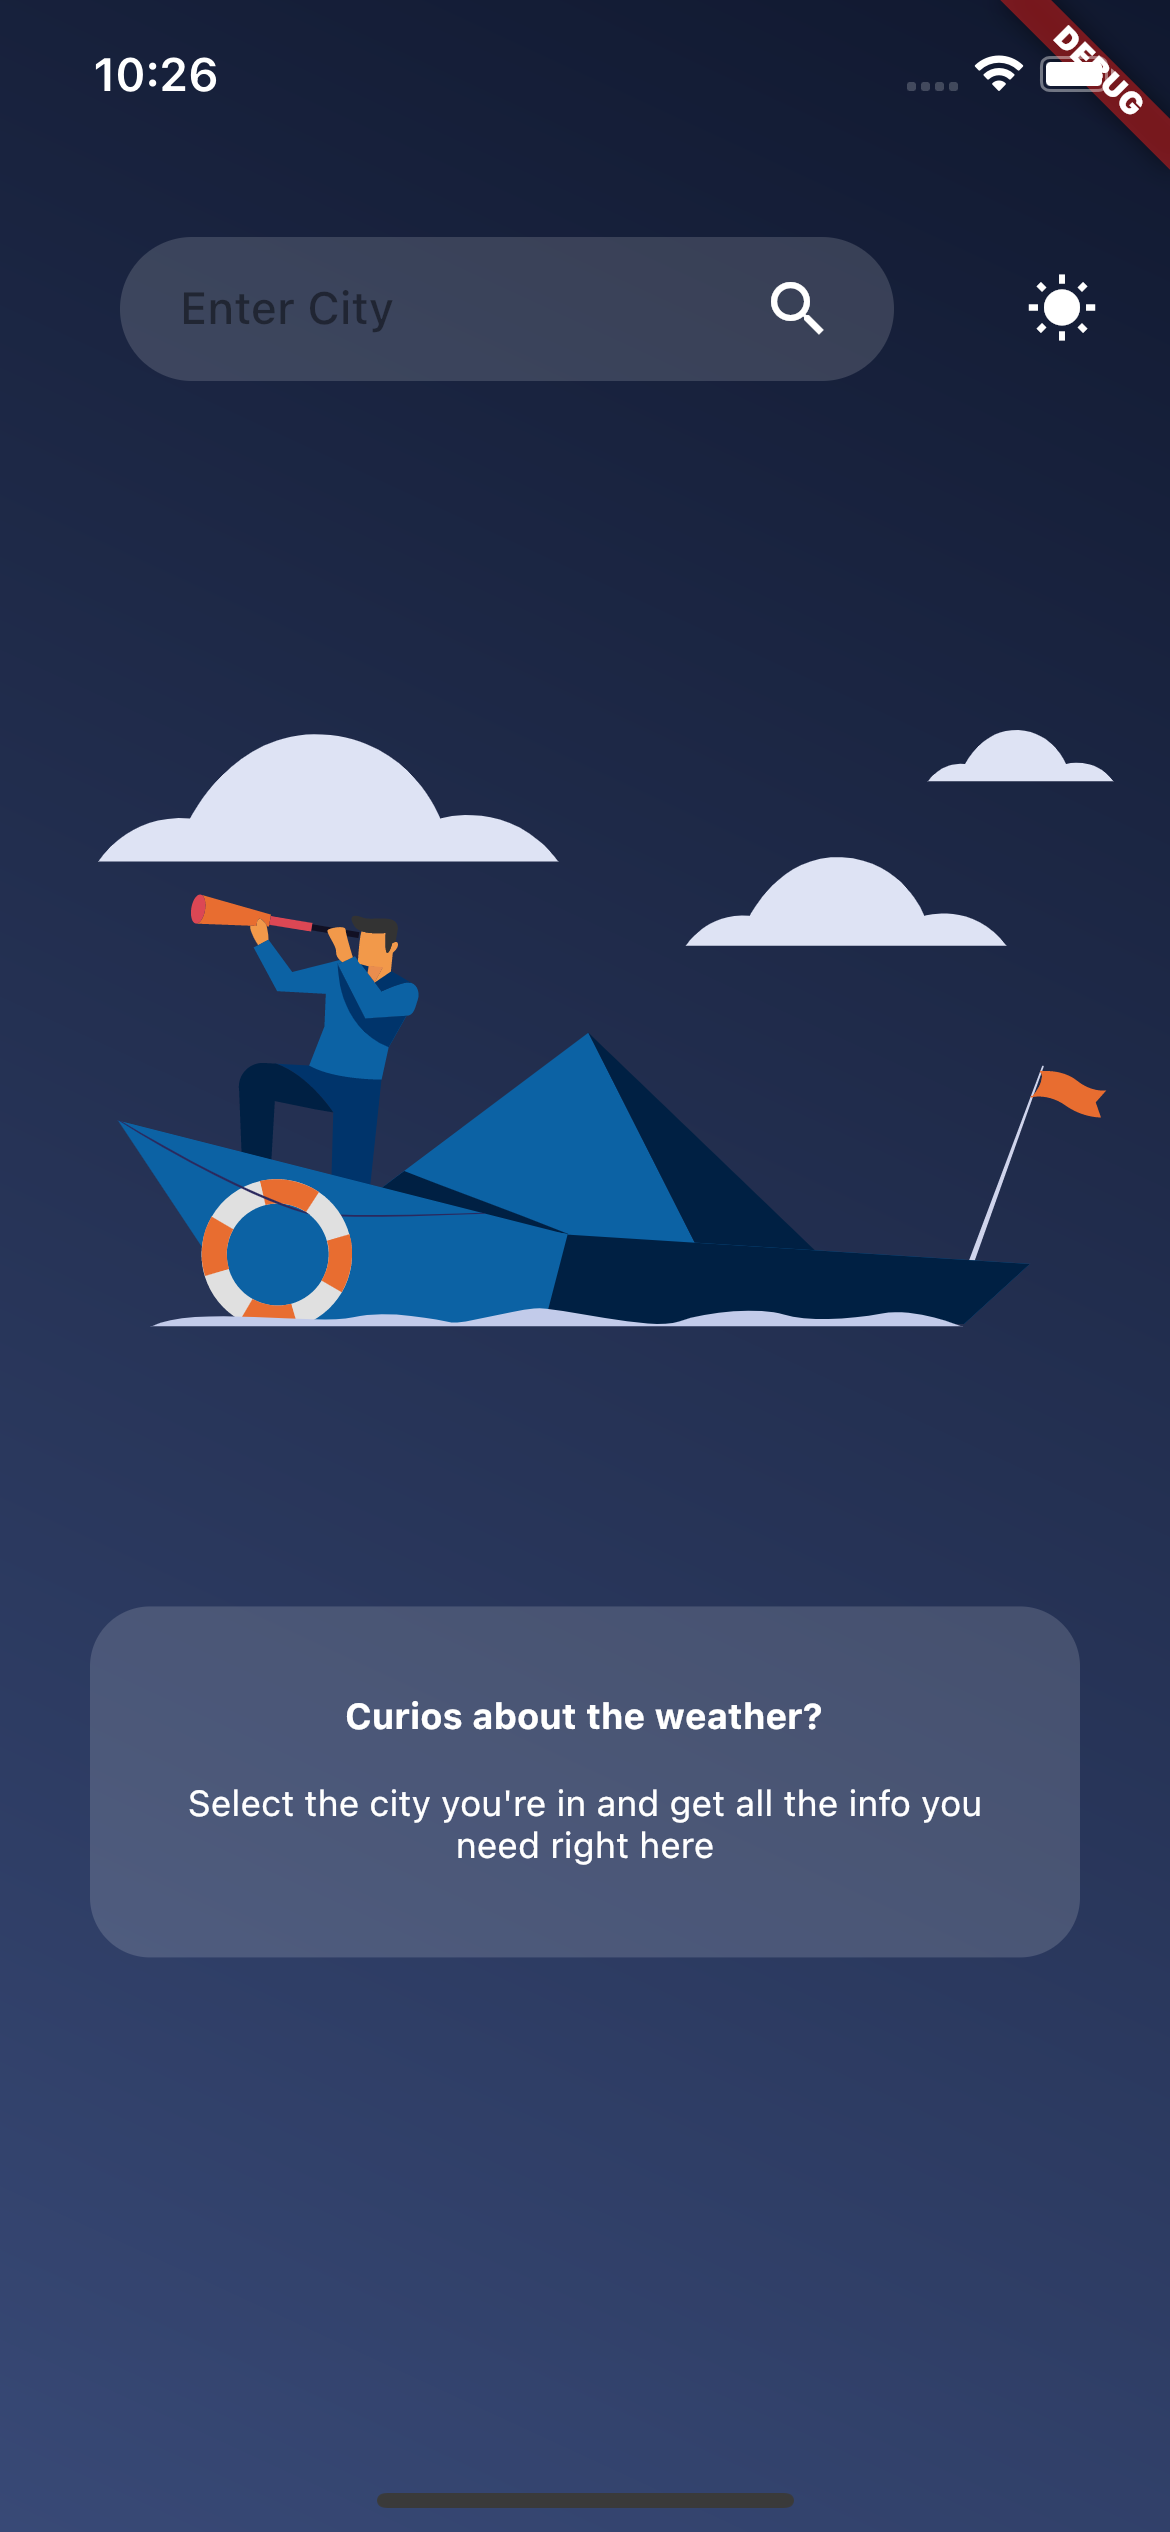 10:26
DEBUG
Enter City
Curios about the weather?
Select the city you're in and get all the info you
need right here